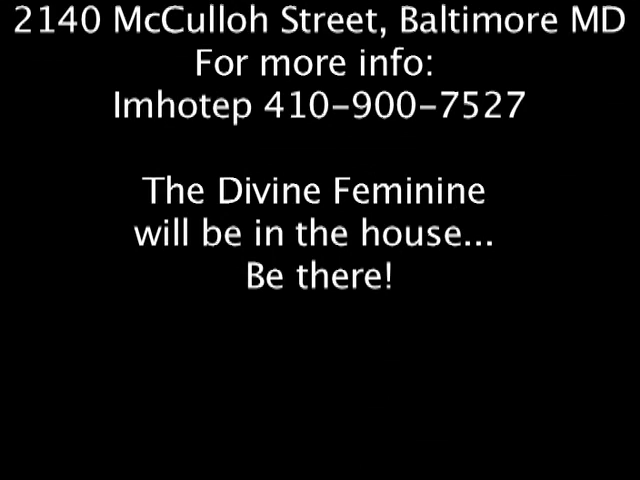 2140 McCulloh Street, Baltimore MD
For more info:
Imhotep 410-900-7527
The Divine Feminine
will be in the house...
Be there!